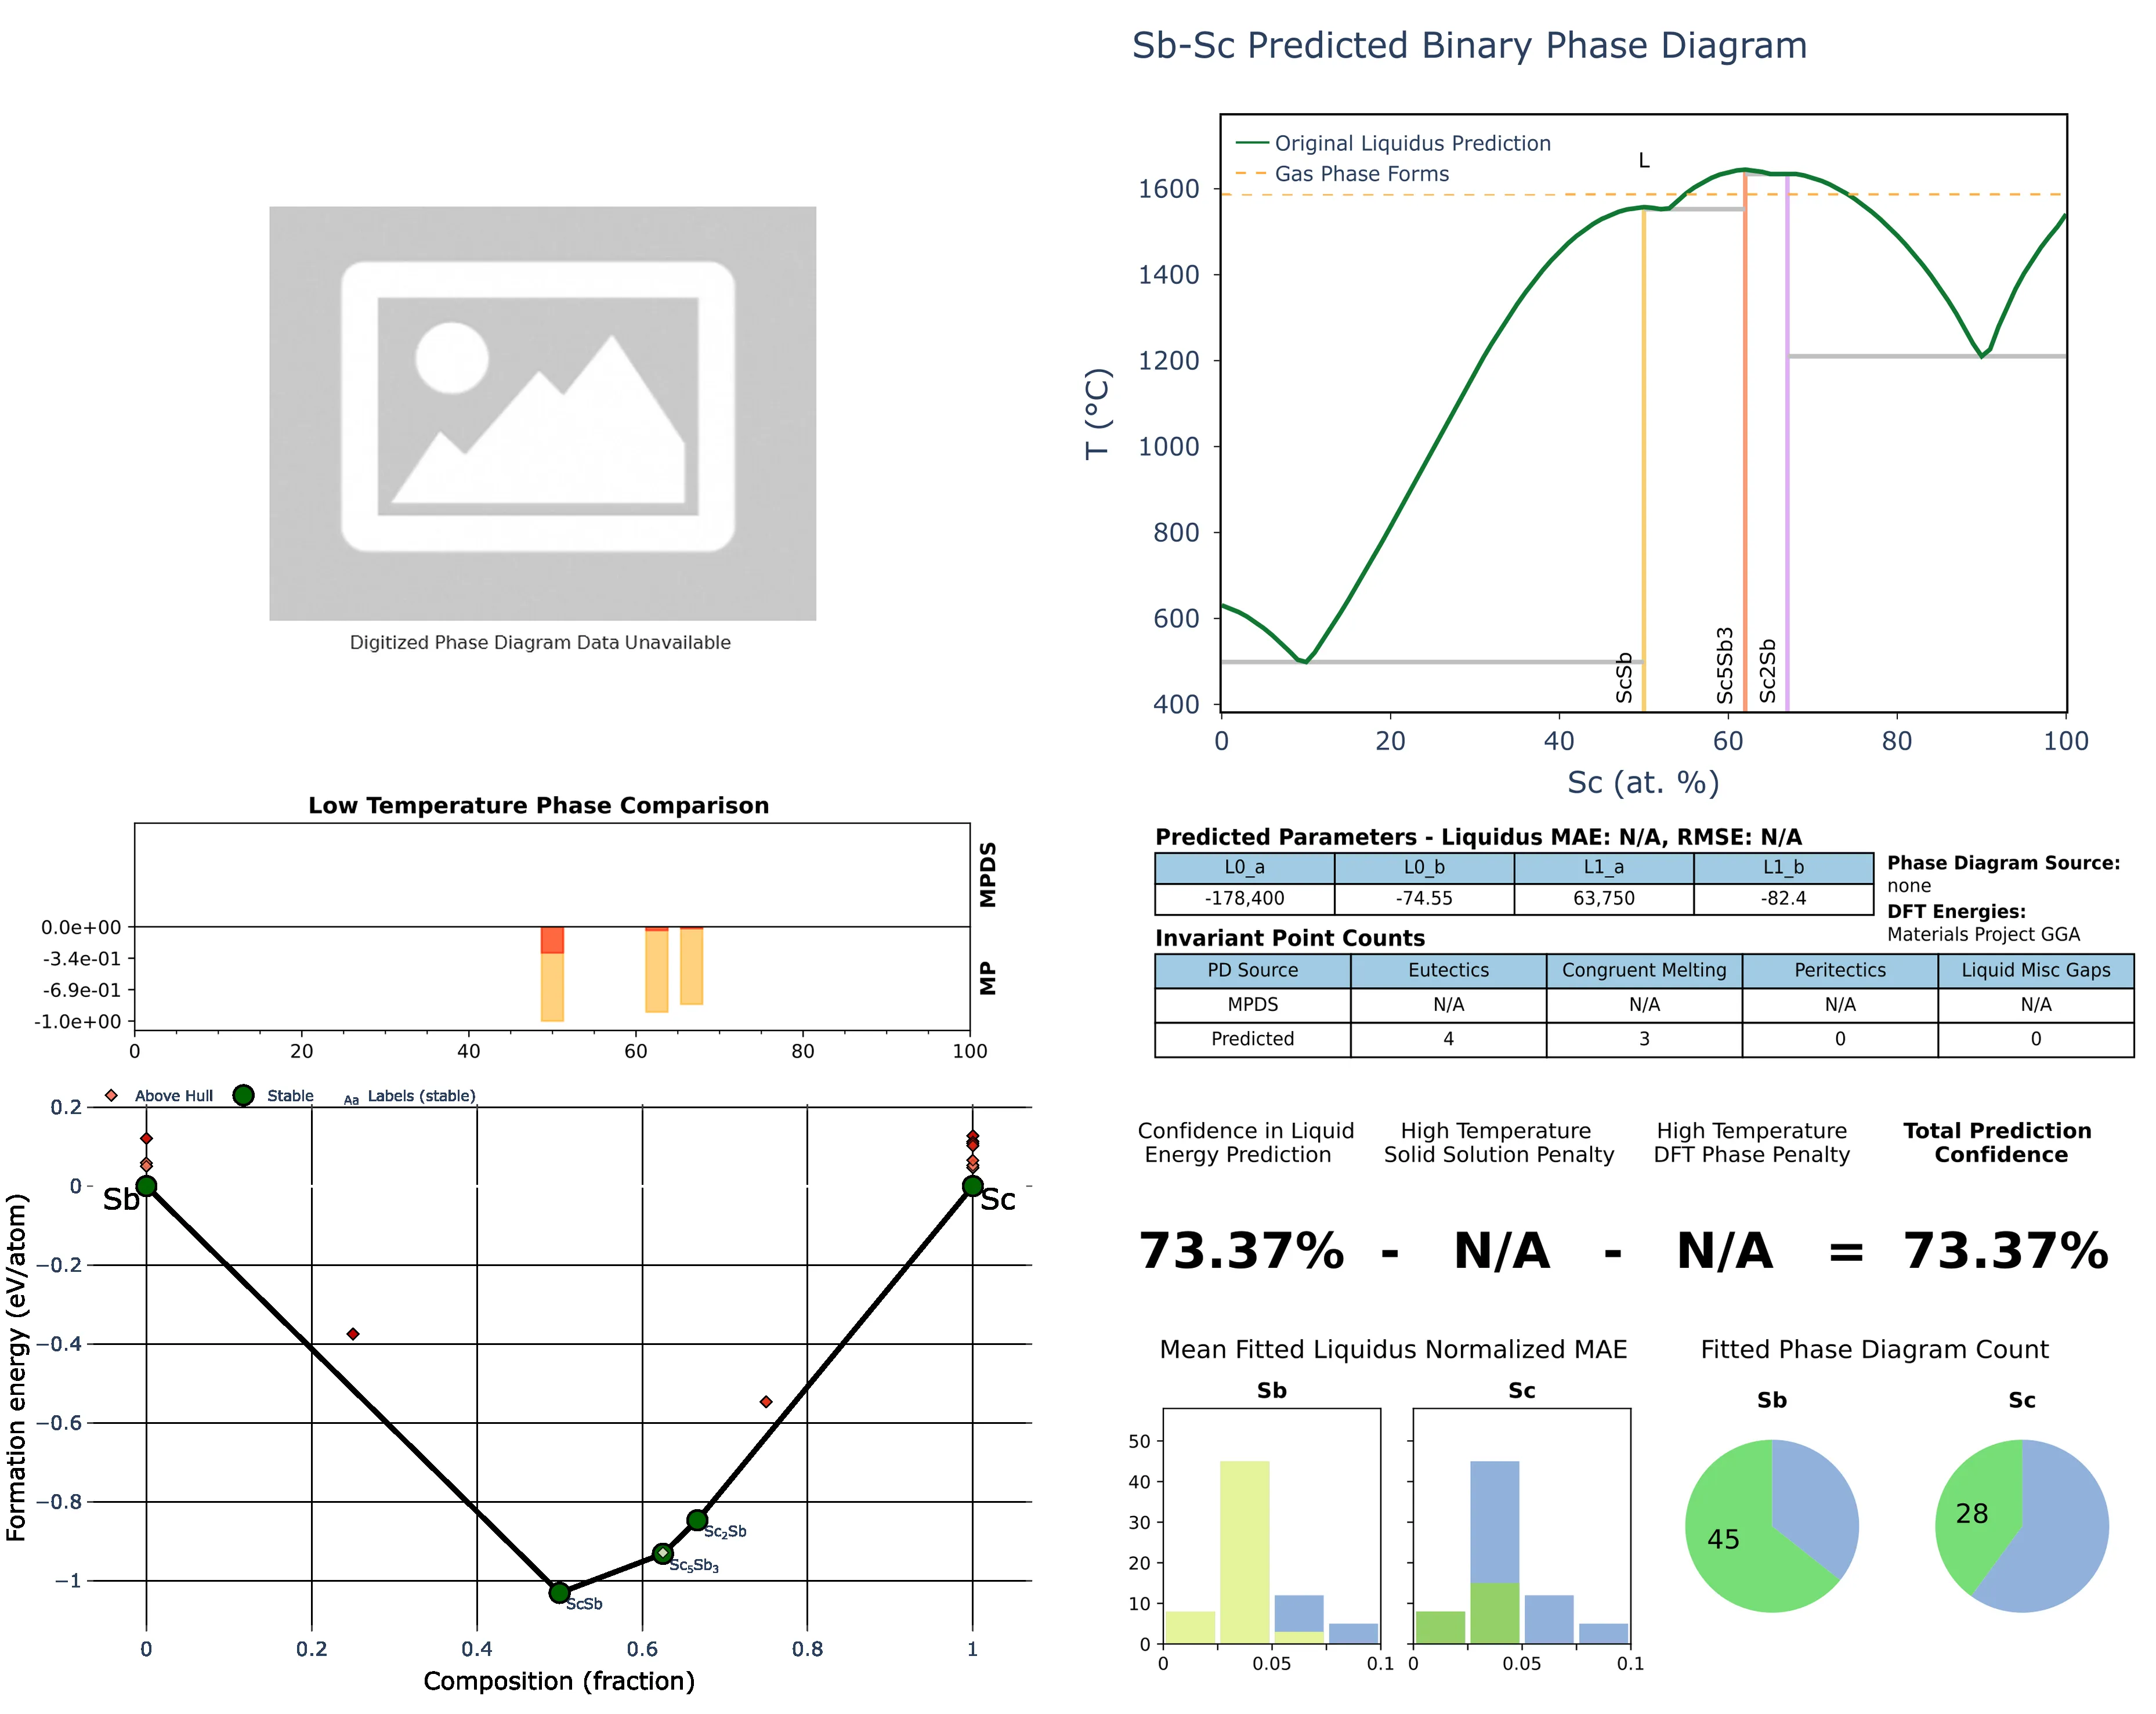 Sb-Sc Predicted Binary Phase Diagram
Original Liquidus Prediction
Gas Phase Forms
L
1600
1400
1200
1000
800
600
400
T (°C)
ScSb
Sc5Sb3
Sc2Sb
0 20 40 60 80 100
Sc (at. %)
Digitized Phase Diagram Data Unavailable
Low Temperature Phase Comparison
MPDS
MP
0.0e+00
-3.4e-01
-6.9e-01
-1.0e+00
0 20 40 60 80 100
Predicted Parameters - Liquidus MAE: N/A, RMSE: N/A
L0_a L0_b L1_a L1_b
-178,400 -74.55 63,750 -82.4
Phase Diagram Source:
none
DFT Energies:
Materials Project GGA
Invariant Point Counts
PD Source Eutectics Congruent Melting Peritectics Liquid Misc Gaps
MPDS N/A N/A N/A N/A
Predicted 4 3 0 0
Above Hull Stable Aa Labels (stable)
0.2
0
−0.2
−0.4
−0.6
−0.8
−1
Formation energy (eV/atom)
Sb
Sc
Sc₂Sb
Sc₅Sb₃
ScSb
0 0.2 0.4 0.6 0.8 1
Composition (fraction)
Confidence in Liquid
Energy Prediction
High Temperature
Solid Solution Penalty
High Temperature
DFT Phase Penalty
Total Prediction
Confidence
73.37% - N/A - N/A = 73.37%
Mean Fitted Liquidus Normalized MAE
Sb Sc
50
40
30
20
10
0
0 0.05 0.1 0 0.05 0.1
Fitted Phase Diagram Count
Sb Sc
45 28